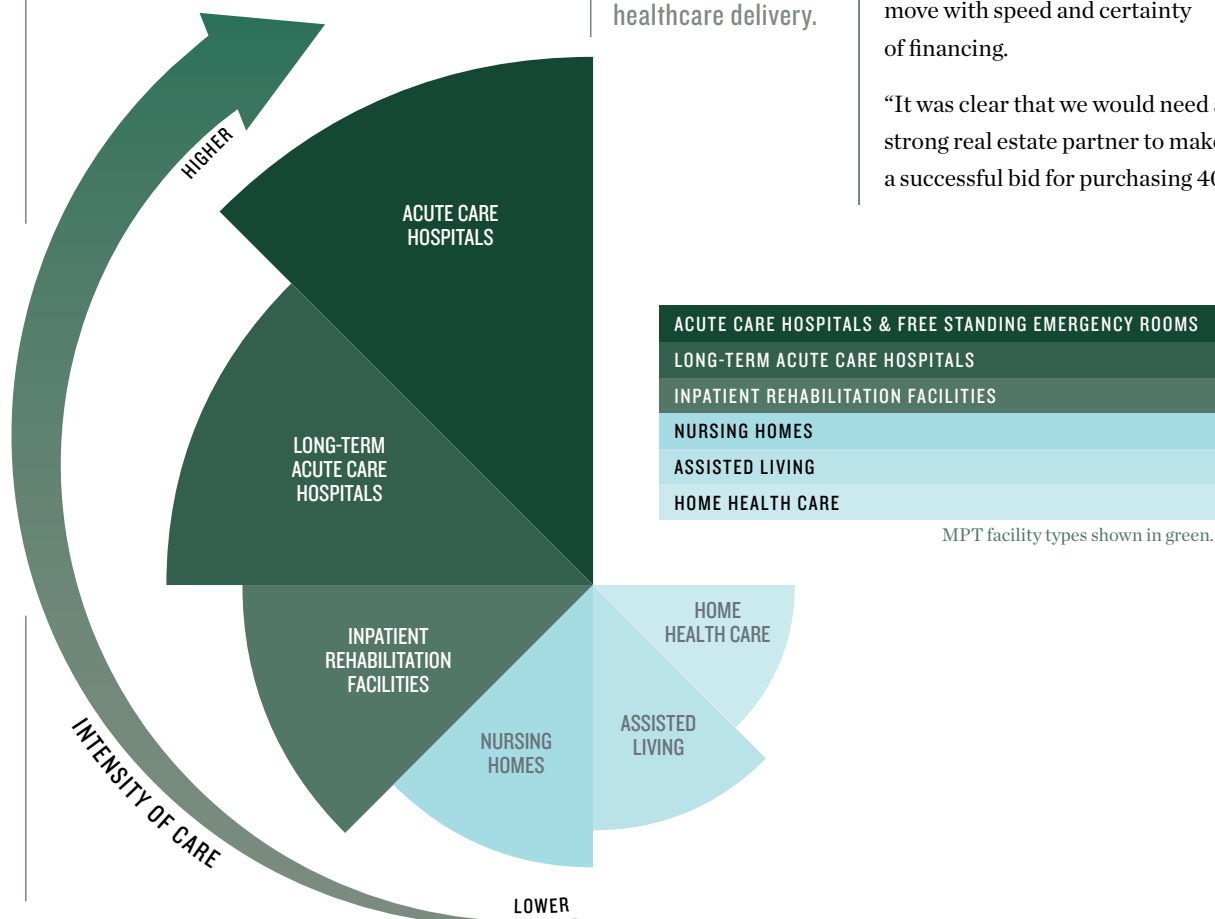 healthcare delivery.
move with speed and certainty
of financing.
“It was clear that we would need
strong real estate partner to make
a successful bid for purchasing 40
HIGHER
ACUTE CARE
HOSPITALS
LONG-TERM
ACUTE CARE
HOSPITALS
INPATIENT
REHABILITATION
FACILITIES
NURSING
HOMES
ASSISTED
LIVING
HOME
HEALTH CARE
INTENSITY OF CARE
LOWER
ACUTE CARE HOSPITALS & FREE STANDING EMERGENCY ROOMS
LONG-TERM ACUTE CARE HOSPITALS
INPATIENT REHABILITATION FACILITIES
NURSING HOMES
ASSISTED LIVING
HOME HEALTH CARE
MPT facility types shown in green.